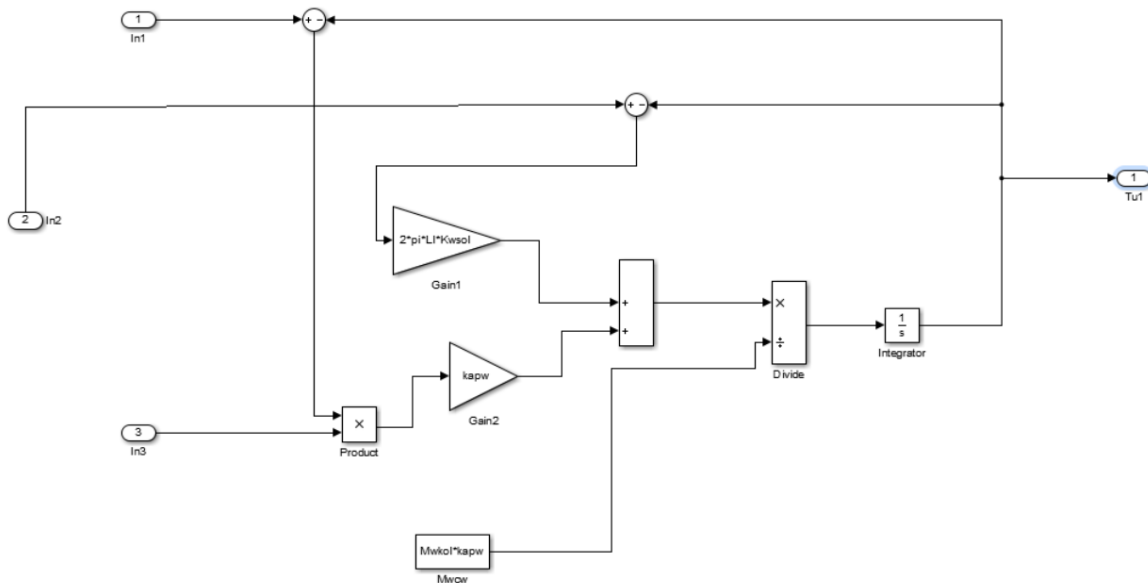 1
+ −
In1
+ −
2
In2
1
Tu1
2*pi*Ll*Kwsol
Gain1
+
+
×
÷
Divide
1
s
Integrator
kapw
Gain2
3
In3
×
Product
Mwkol*kapw
Mwcw